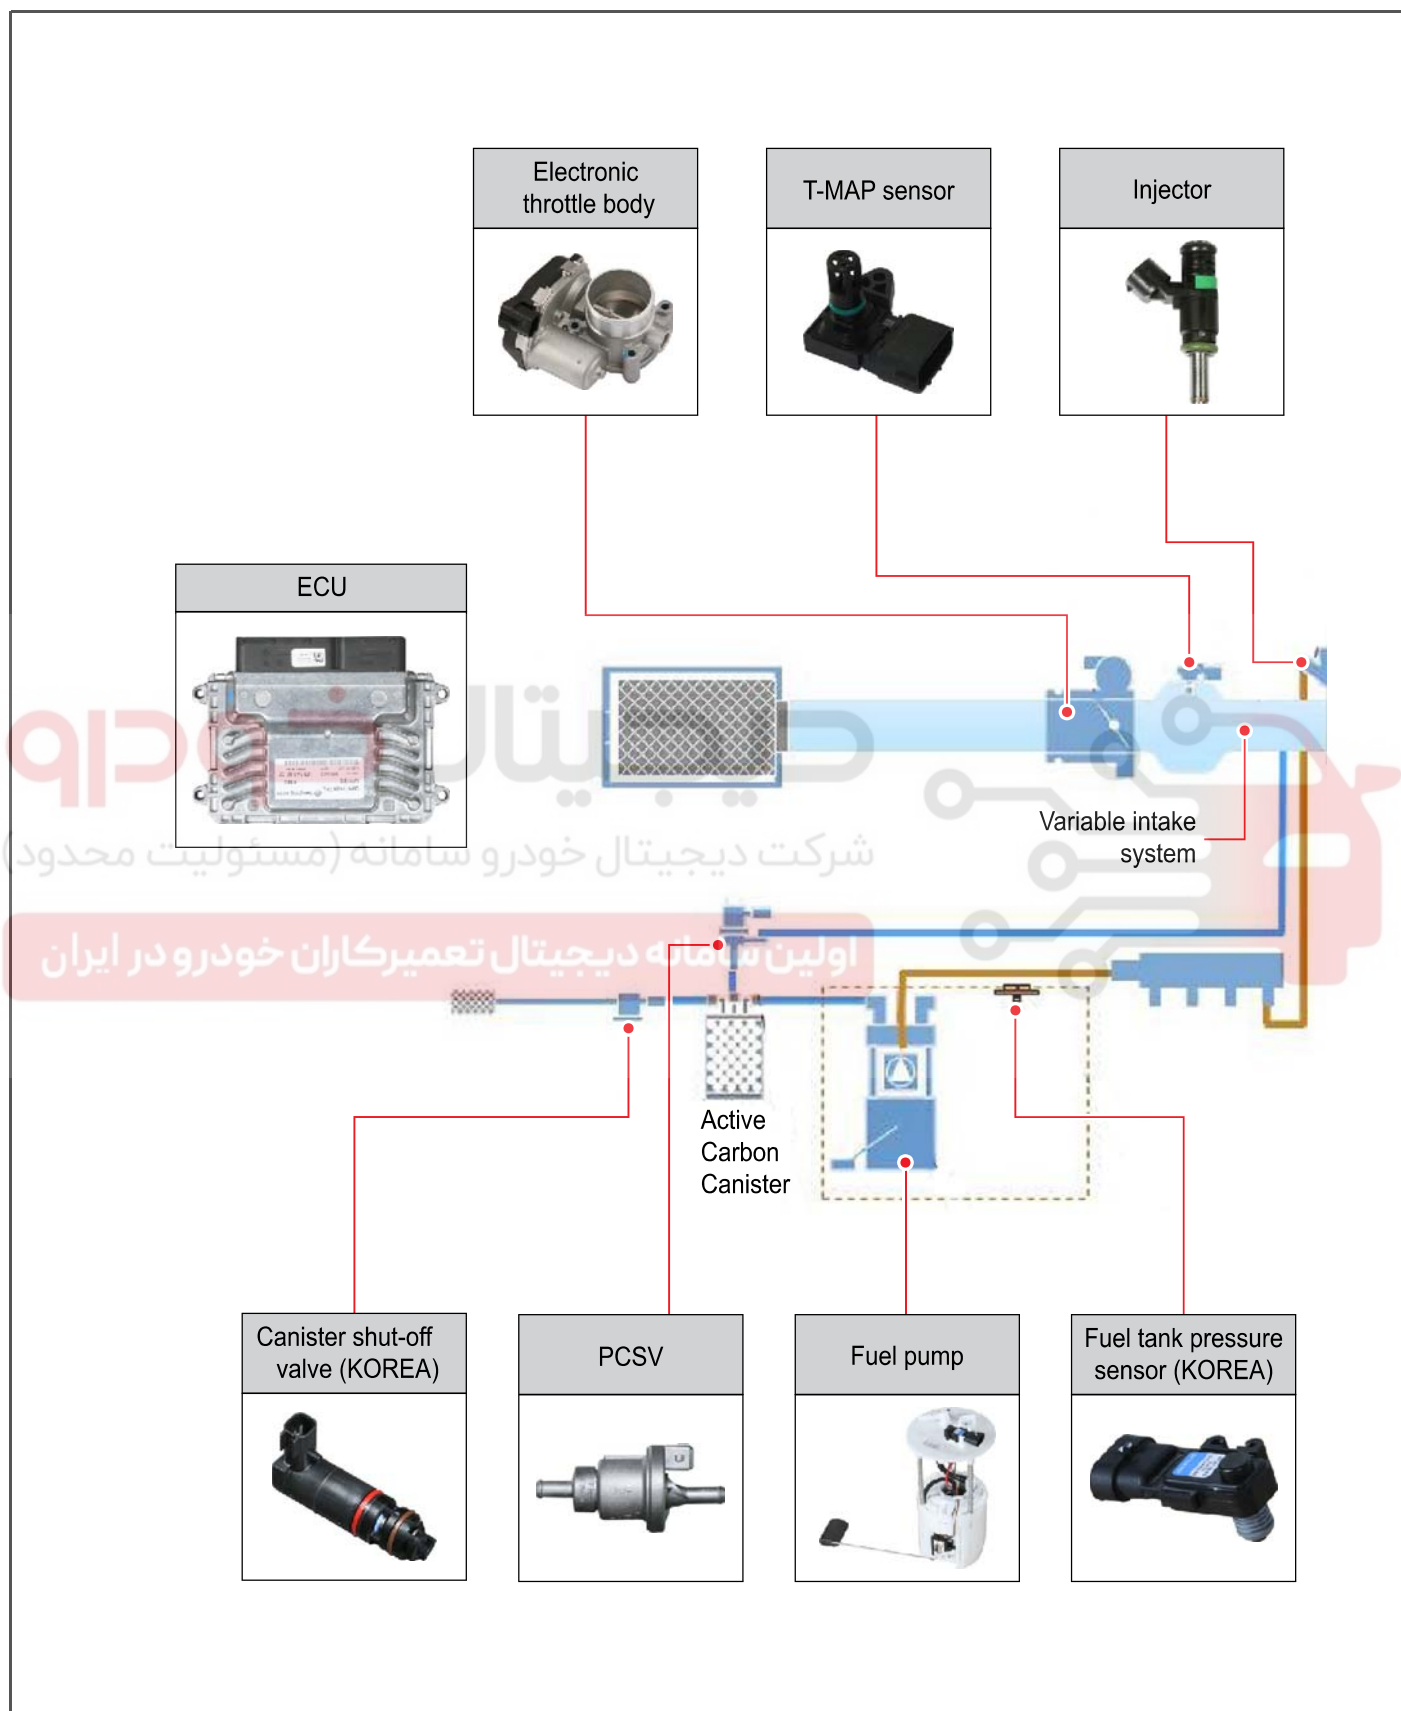 Electronic
throttle body
T-MAP sensor
Injector
ECU
دیجیتال خودرو
شرکت دیجیتال خودرو سامانه (مسئولیت محدود)
Variable intake
system
اولین سامانه دیجیتال تعمیرکاران خودرو در ایران
Active
Carbon
Canister
Canister shut-off
valve (KOREA)
PCSV
Fuel pump
Fuel tank pressure
sensor (KOREA)